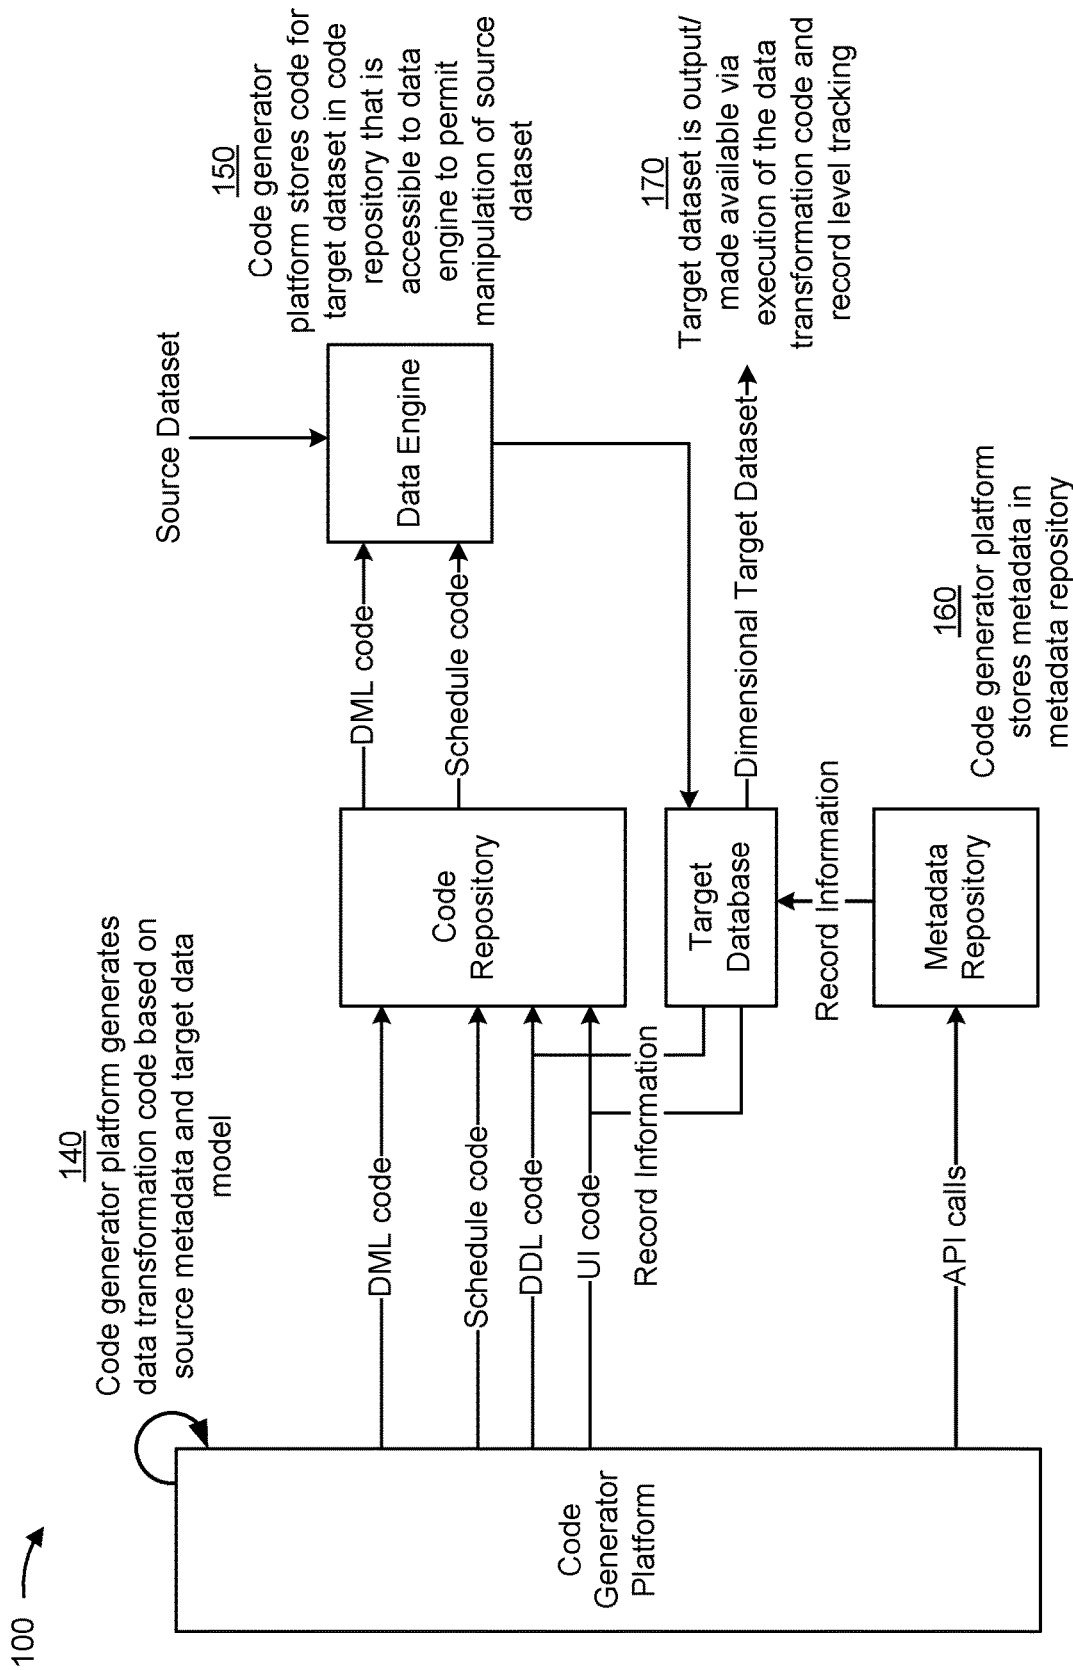 100
140
Code generator platform generates
data transformation code based on
source metadata and target data
model
Source Dataset
150
Code generator
platform stores code for
target dataset in code
repository that is
accessible to data
engine to permit
manipulation of source
dataset
Code
Generator
Platform
DML code
Schedule code
DDL code
UI code
Record Information
API calls
Code
Repository
DML code
Schedule code
Data Engine
Target
Database
Dimensional Target Dataset
Record Information
Metadata
Repository
170
Target dataset is output/
made available via
execution of the data
transformation code and
record level tracking
160
Code generator platform
stores metadata in
metadata repository